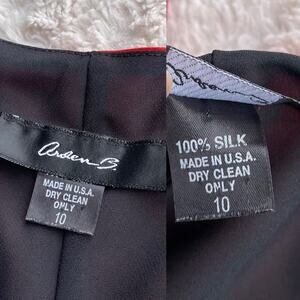 Arden B.
MADE IN U.S.A.
DRY CLEAN
ONLY
10
100% SILK
MADE IN U.S.A.
DRY CLEAN
ONLY
10